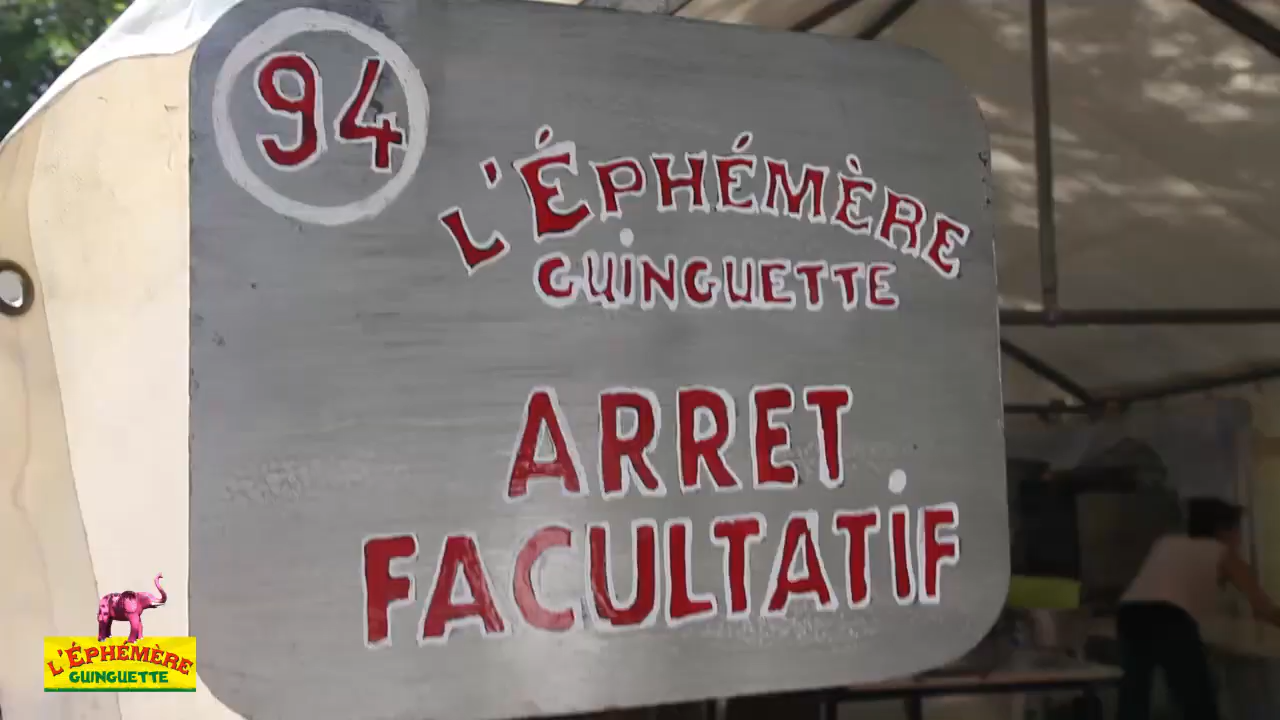 94
L'ÉPHÉMÈRE
GUiNGUETTE
ARRET
FACULTATiF
L'ÉPHÉMÈRE
GUINGUETTE